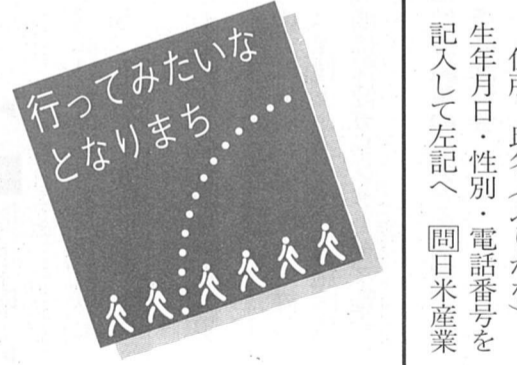 行ってみたいな
となりまち
生年月日・性別・電話番号を
記入して左記へ 問日米産業